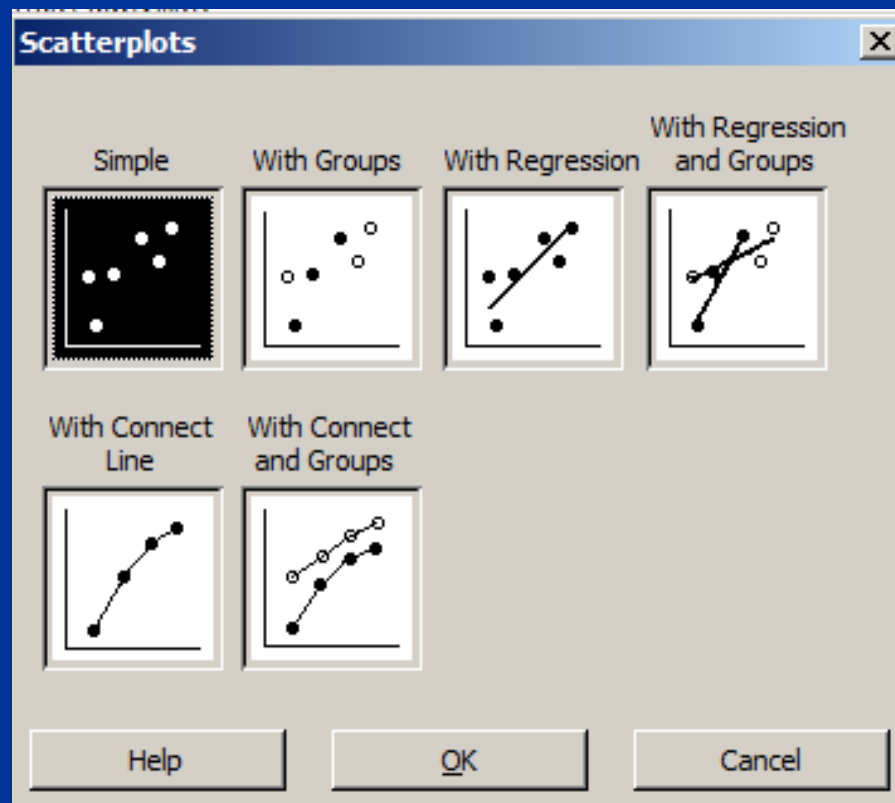 Scatterplots
Simple
With Groups
With Regression
With Regression
and Groups
With Connect
Line
With Connect
and Groups
Help
OK
Cancel